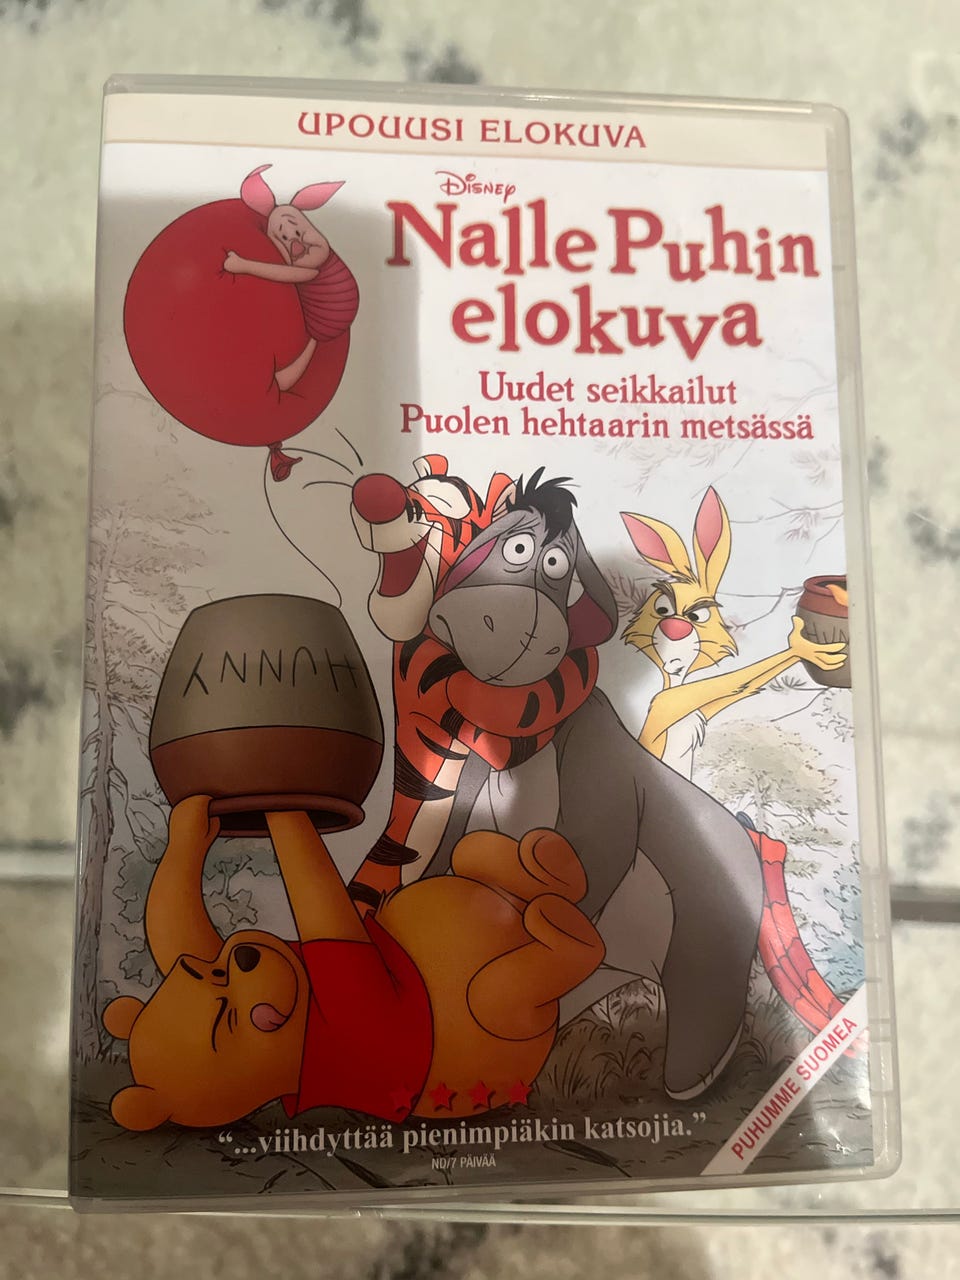 UPOUUSI ELOKUVA
Disney
Nalle Puhin
elokuva
Uudet seikkailut
Puolen hehtaarin metsässä
HUNNY
HUNNY
"...viihdyttää pienimpiäkin katsojia."
ND/7 PÄIVÄÄ
PUHUMME SUOMEA